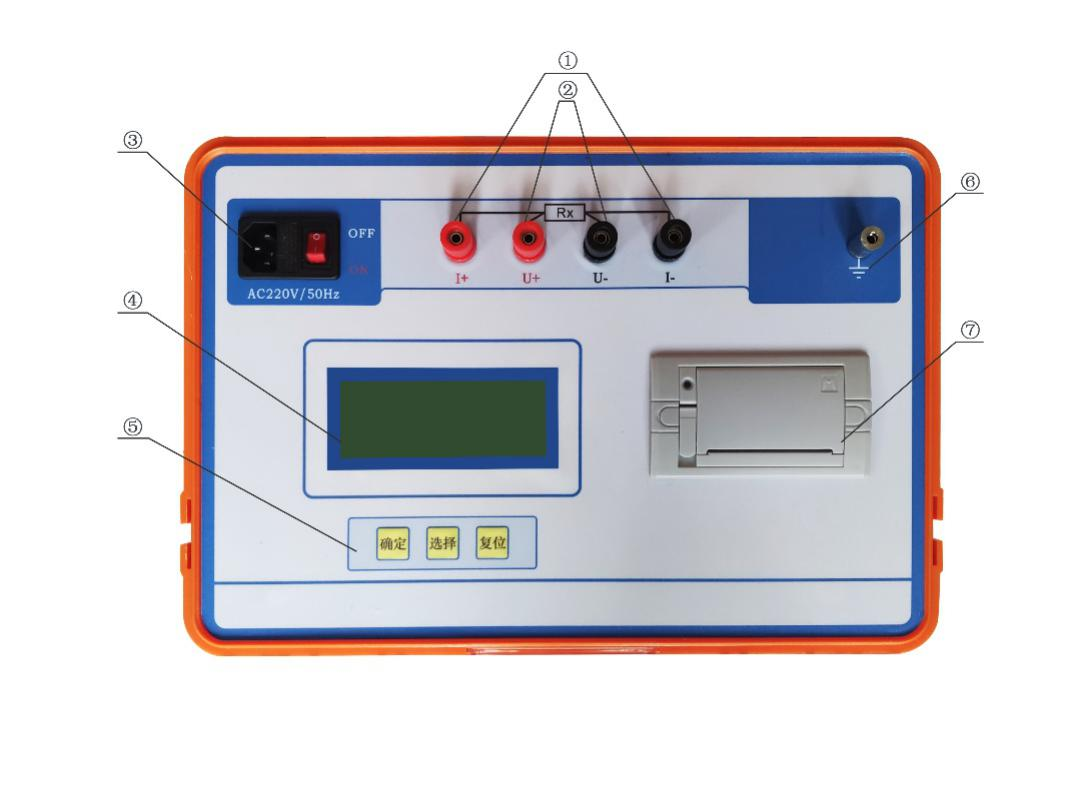 ①
②
③
⑥
Rx
OFF
ON
I+ U+ U- I-
AC220V/50Hz
④
⑦
⑤
确定 选择 复位